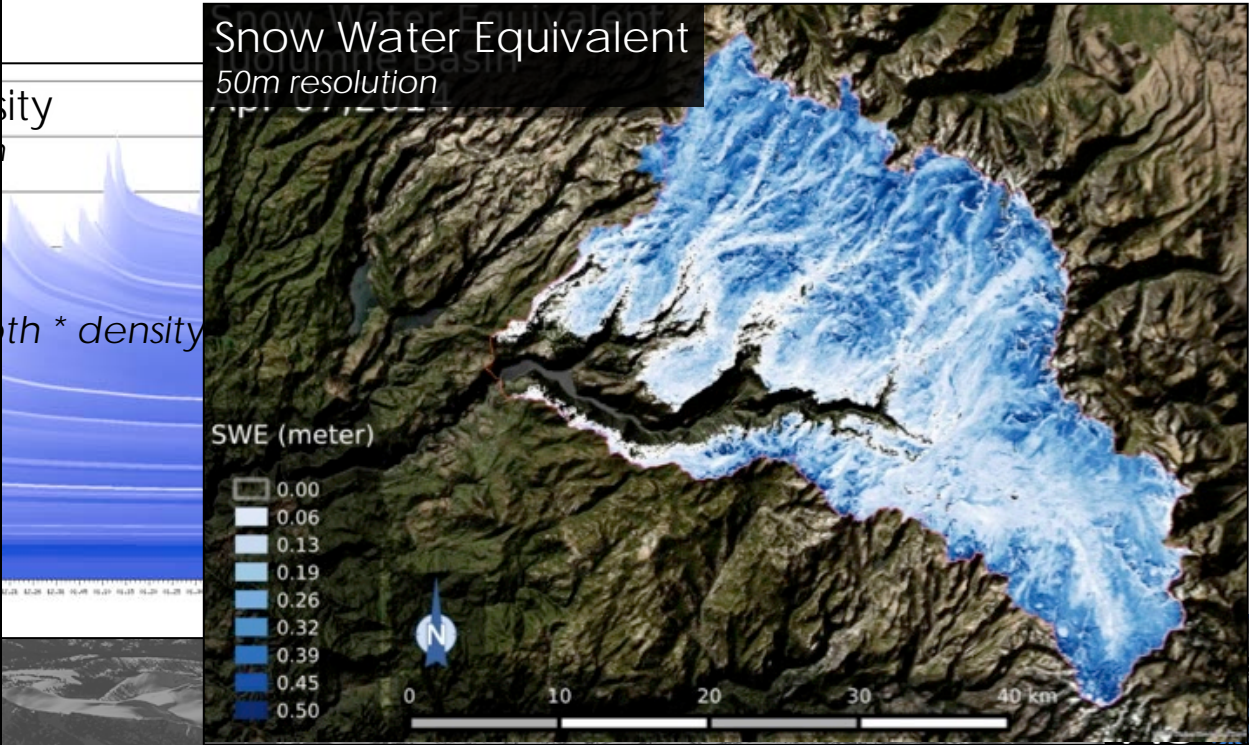 sity
th * density
Snow Water Equivalent
50m resolution
SWE (meter)
0.00
0.06
0.13
0.19
0.26
0.32
0.39
0.45
0.50
N
0 10 20 30 40 km